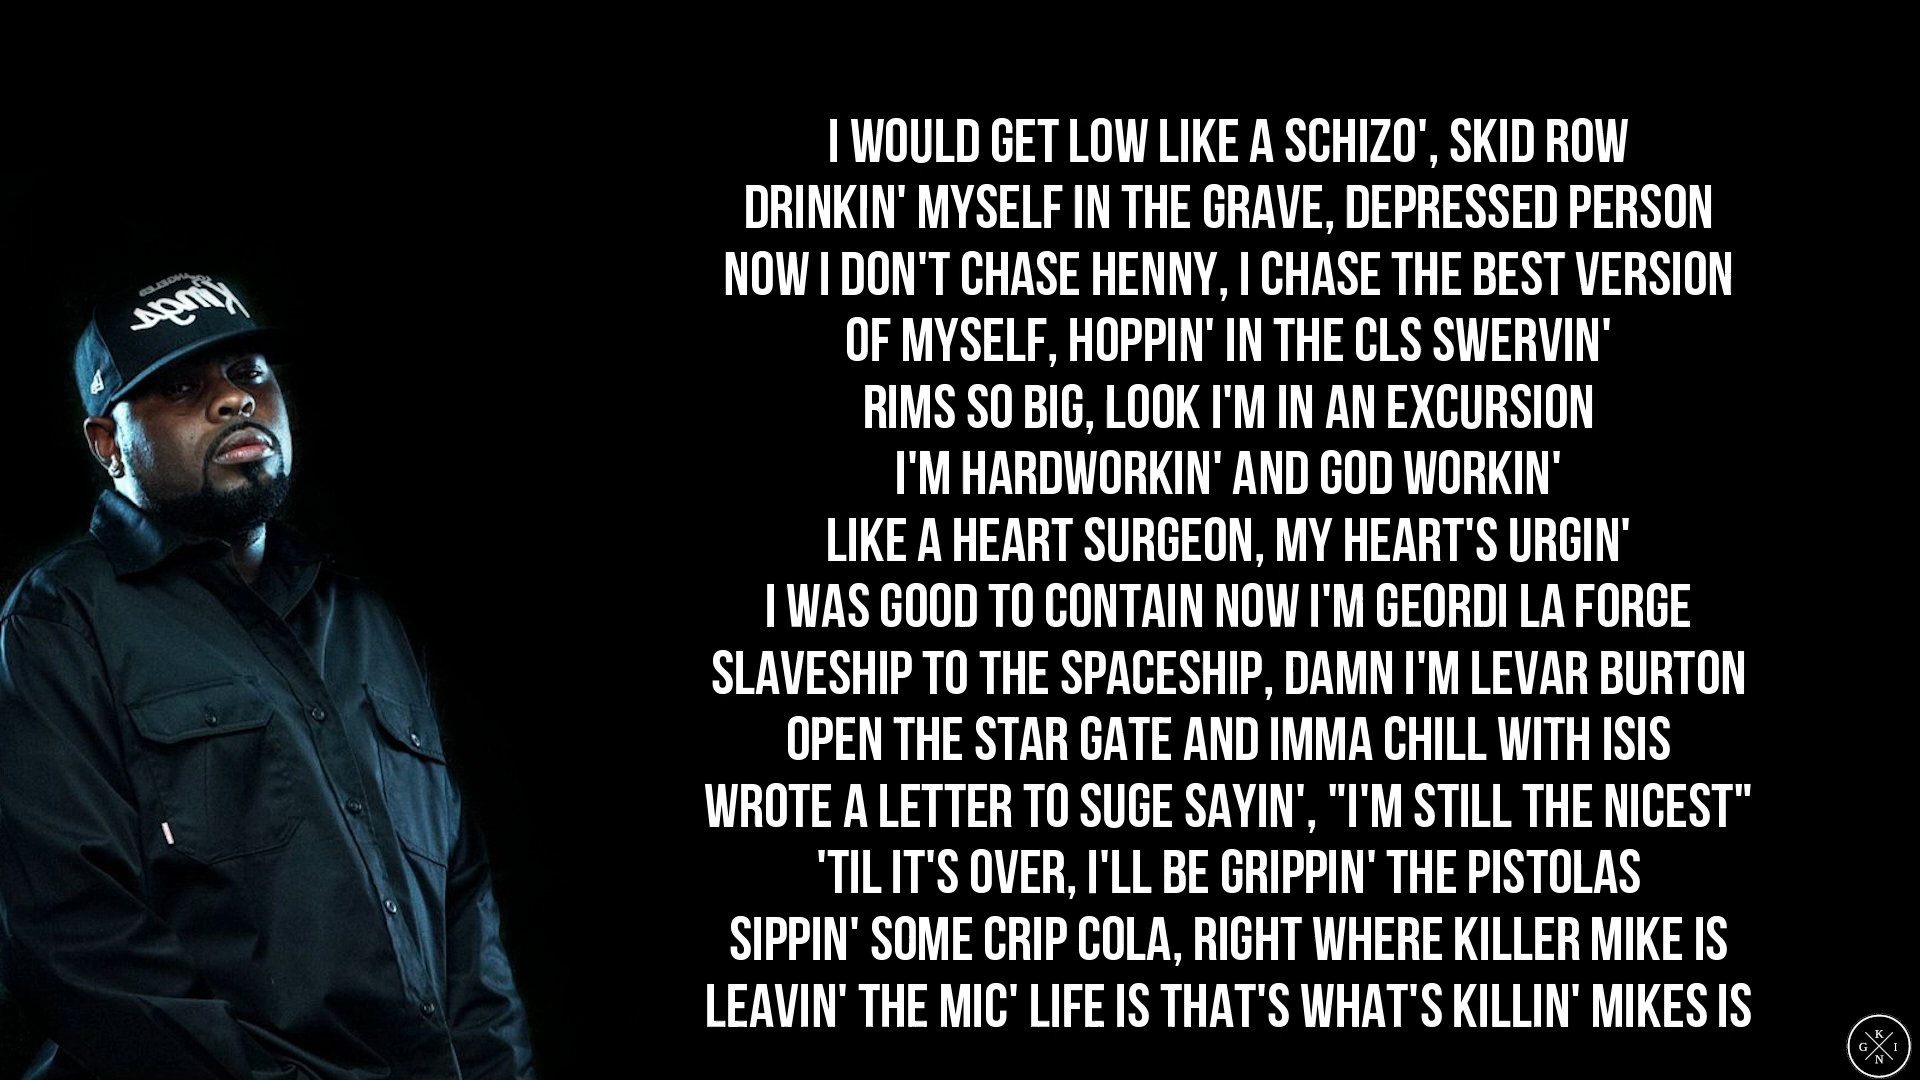 I WOULD GET LOW LIKE A SCHIZO', SKID ROW
DRINKIN' MYSELF IN THE GRAVE, DEPRESSED PERSON
NOW I DON'T CHASE HENNY, I CHASE THE BEST VERSION
OF MYSELF, HOPPIN' IN THE CLS SWERVIN'
RIMS SO BIG, LOOK I'M IN AN EXCURSION
I'M HARDWORKIN' AND GOD WORKIN'
LIKE A HEART SURGEON, MY HEART'S URGIN'
I WAS GOOD TO CONTAIN NOW I'M GEORDI LA FORGE
SLAVESHIP TO THE SPACESHIP, DAMN I'M LEVAR BURTON
OPEN THE STAR GATE AND IMMA CHILL WITH ISIS
WROTE A LETTER TO SUGE SAYIN', "I'M STILL THE NICEST"
'TIL IT'S OVER, I'LL BE GRIPPIN' THE PISTOLAS
SIPPIN' SOME CRIP COLA, RIGHT WHERE KILLER MIKE IS
LEAVIN' THE MIC' LIFE IS THAT'S WHAT'S KILLIN' MIKES IS
LOS ANGELES
Kings
K
G I
N